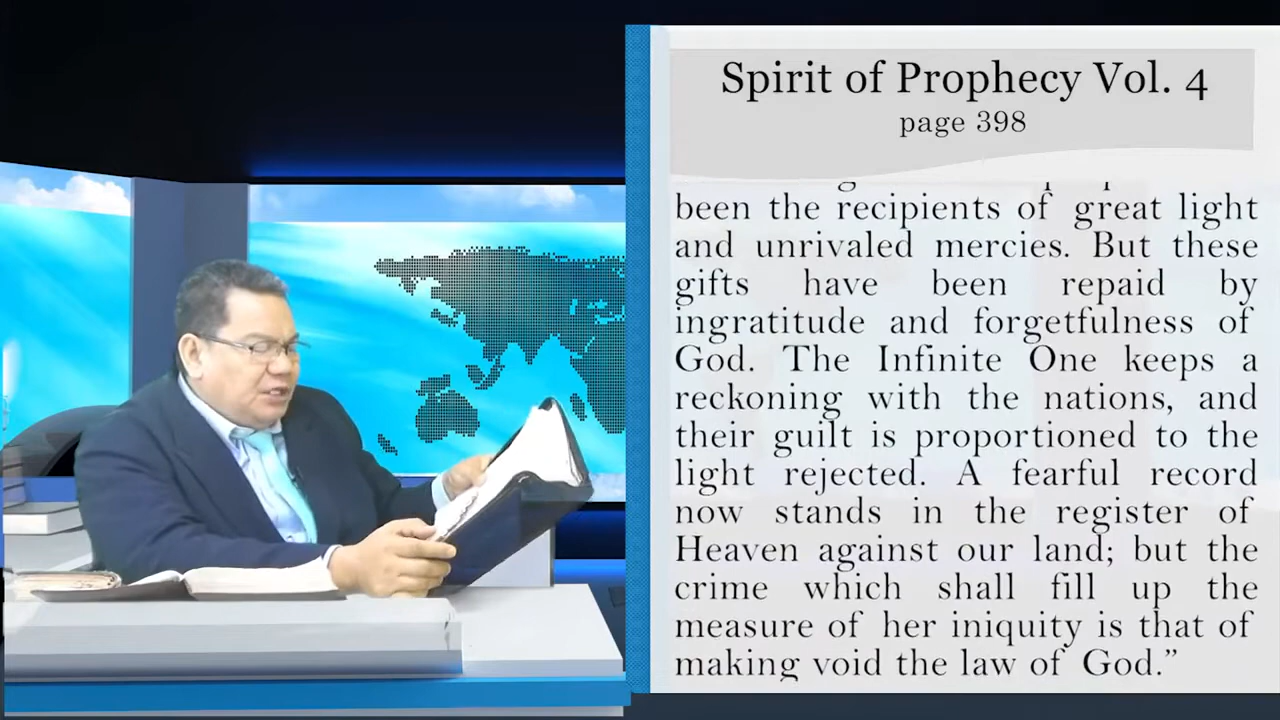 Spirit of Prophecy Vol. 4
page 398
been the recipients of great light
and unrivaled mercies. But these
gifts have been repaid by
ingratitude and forgetfulness of
God. The Infinite One keeps a
reckoning with the nations, and
their guilt is proportioned to the
light rejected. A fearful record
now stands in the register of
Heaven against our land; but the
crime which shall fill up the
measure of her iniquity is that of
making void the law of God.”